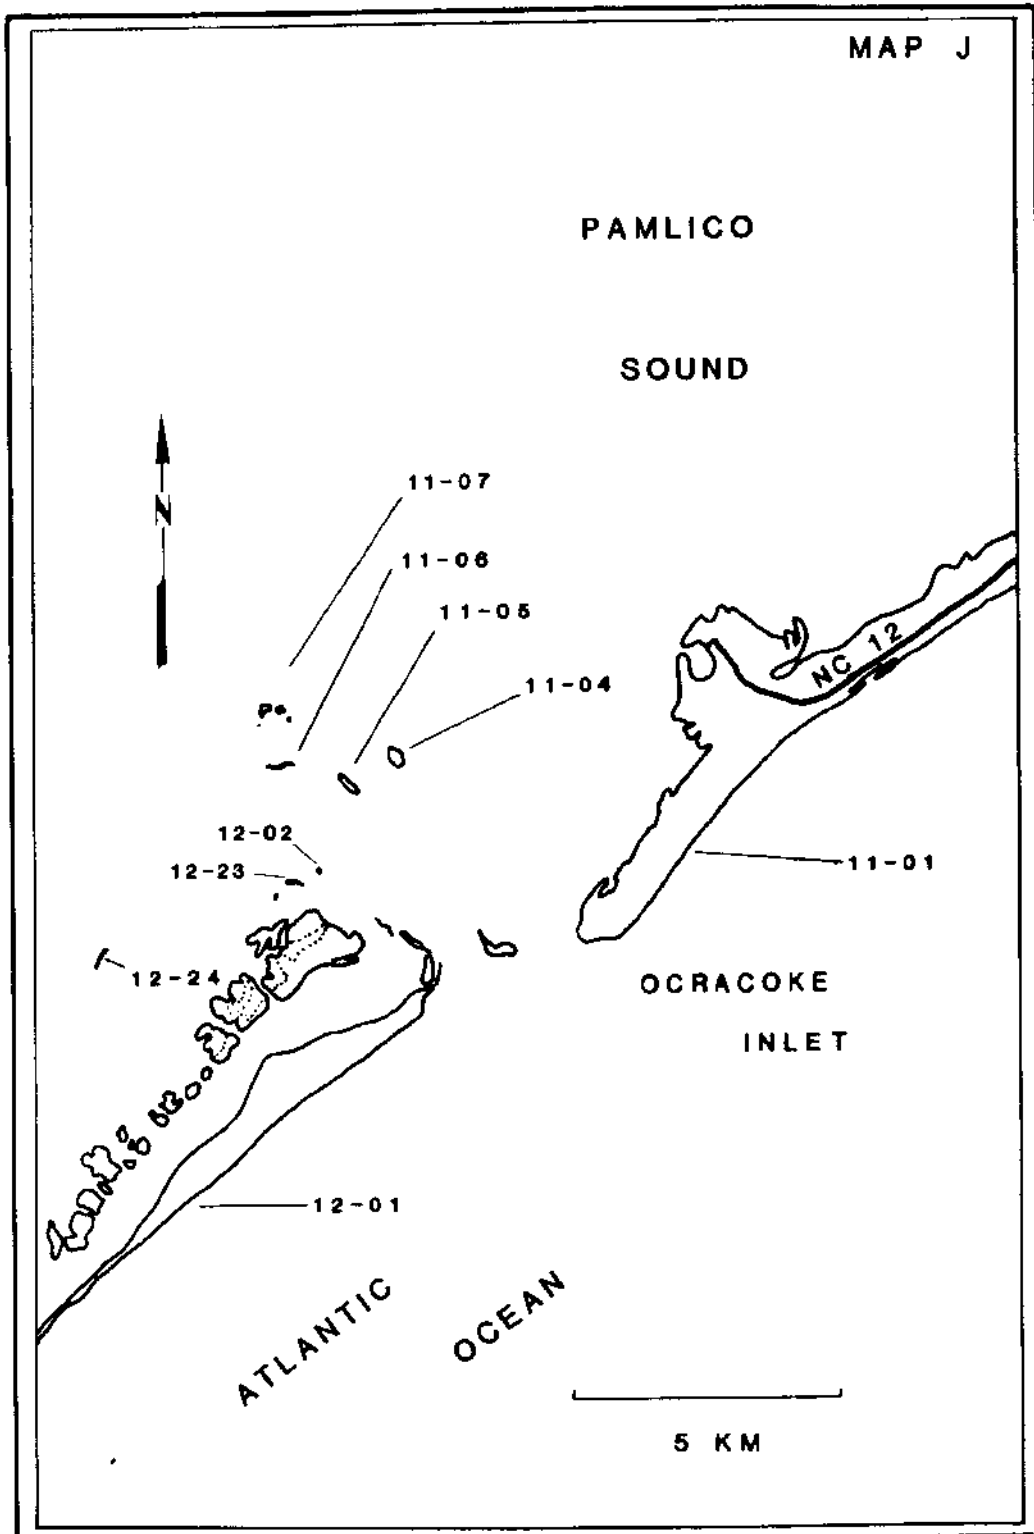 MAP J
PAMLICO
SOUND
N
11-07
11-06
11-05
11-04
NC 12
12-02
12-23
11-01
12-24
OCRACOKE
INLET
12-01
ATLANTIC
OCEAN
5 KM